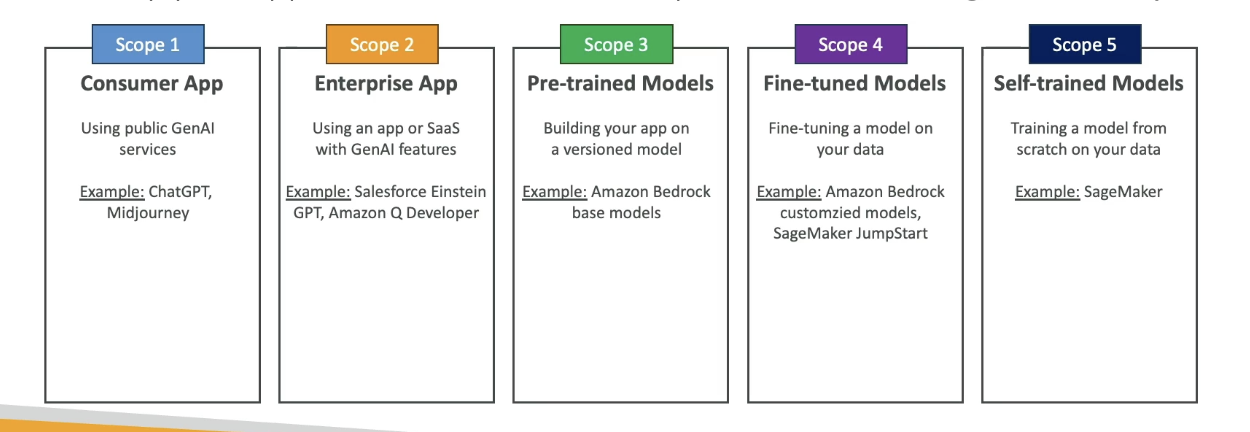 Scope 1
Consumer App
Using public GenAI
services
Example: ChatGPT,
Midjourney
Scope 2
Enterprise App
Using an app or SaaS
with GenAI features
Example: Salesforce Einstein
GPT, Amazon Q Developer
Scope 3
Pre-trained Models
Building your app on
a versioned model
Example: Amazon Bedrock
base models
Scope 4
Fine-tuned Models
Fine-tuning a model on
your data
Example: Amazon Bedrock
customzied models,
SageMaker JumpStart
Scope 5
Self-trained Models
Training a model from
scratch on your data
Example: SageMaker